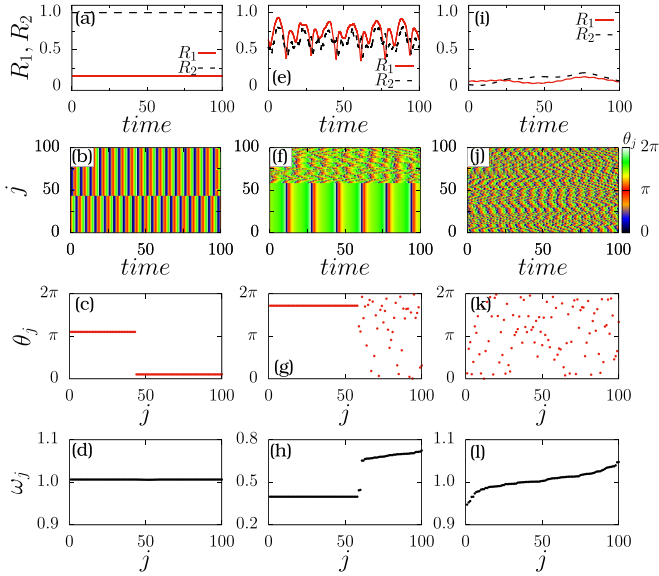 (a) (e) (i)
R₁, R₂
1.0 0.5 0
R₁ R₂
1.0 0.5 0
R₁ R₂
1.0 0.5 0
R₁ R₂
0 50 100 0 50 100 0 50 100
time time time
(b) (f) (j)
j
100 50 0 100 50 0 100 50 0
θⱼ
2π
π
0
0 50 100 0 50 100 0 50 100
time time time
(c) (g) (k)
θⱼ
2π π 0 2π π 0 2π π 0
0 50 100 0 50 100 0 50 100
j j j
(d) (h) (l)
ωⱼ
1.1 1.0 0.9 0.8 0.5 0.2 1.1 1.0 0.9
0 50 100 0 50 100 0 50 100
j j j